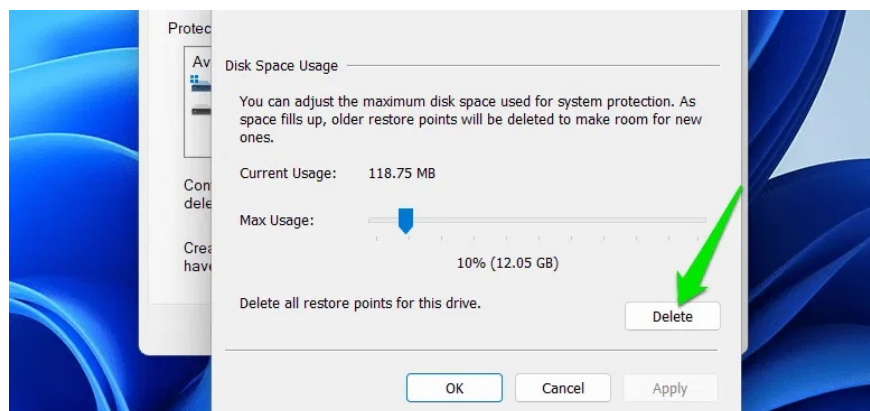 Protec
Av
Disk Space Usage
You can adjust the maximum disk space used for system protection. As
space fills up, older restore points will be deleted to make room for new
ones.
Current Usage: 118.75 MB
Con
dele
Max Usage:
Crea
have
10% (12.05 GB)
Delete all restore points for this drive.
Delete
OK Cancel Apply